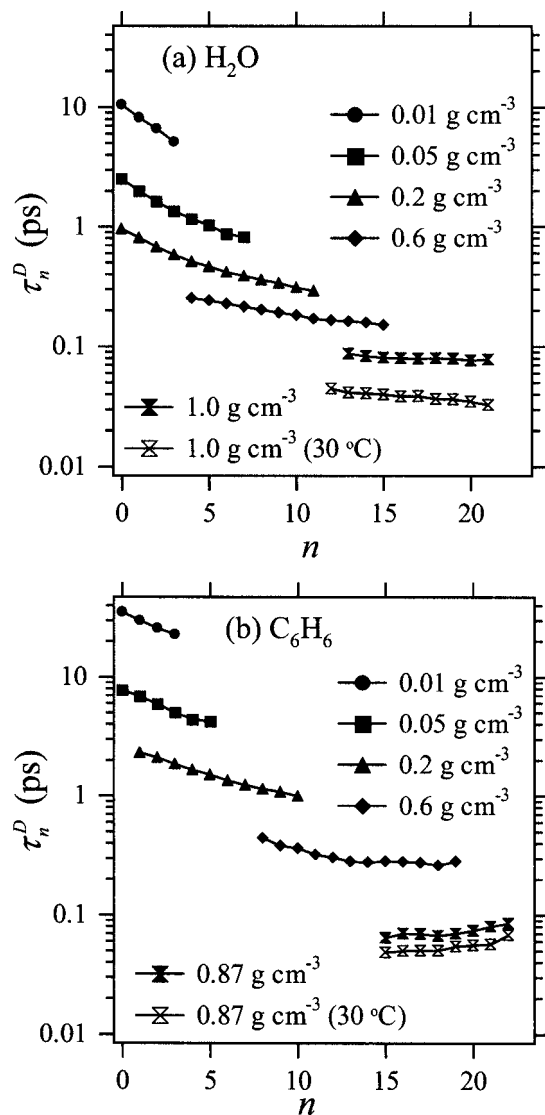 (a) H₂O
0.01 g cm⁻³
0.05 g cm⁻³
0.2 g cm⁻³
0.6 g cm⁻³
1.0 g cm⁻³
1.0 g cm⁻³ (30 °C)
10
1
0.1
0.01
τₙᴰ (ps)
0 5 10 15 20
n
(b) C₆H₆
0.01 g cm⁻³
0.05 g cm⁻³
0.2 g cm⁻³
0.6 g cm⁻³
0.87 g cm⁻³
0.87 g cm⁻³ (30 °C)
10
1
0.1
0.01
τₙᴰ (ps)
0 5 10 15 20
n